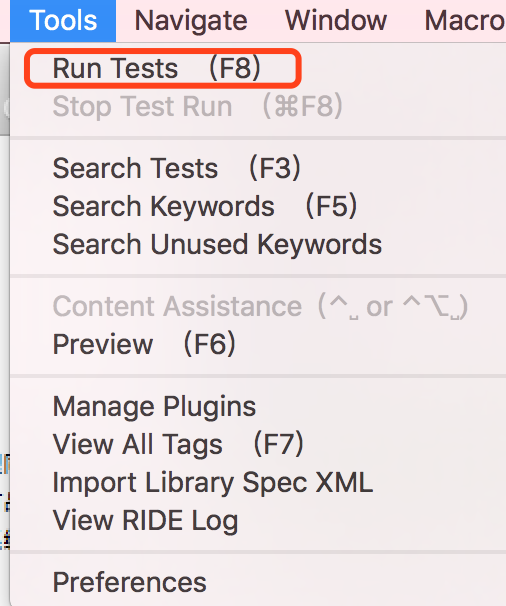 Tools Navigate Window Macro
Run Tests (F8)
Stop Test Run (⌘F8)
Search Tests (F3)
Search Keywords (F5)
Search Unused Keywords
Content Assistance (^␣ or ^⌥␣)
Preview (F6)
Manage Plugins
View All Tags (F7)
Import Library Spec XML
View RIDE Log
Preferences